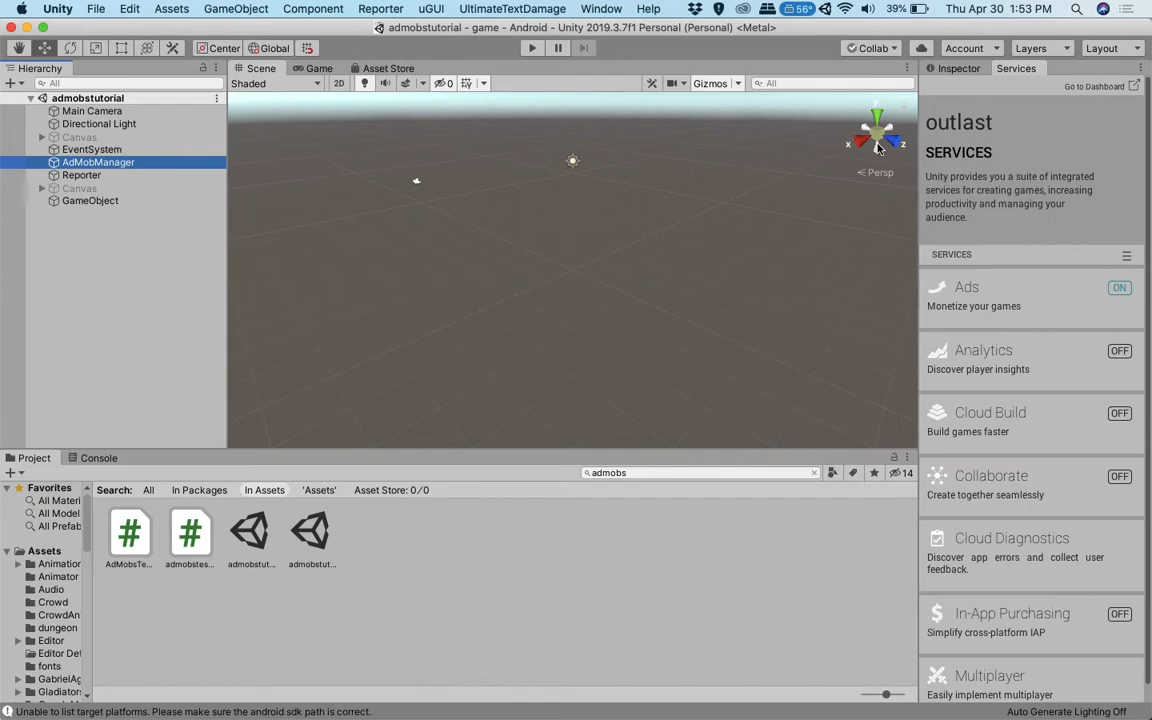 Unity File Edit Assets GameObject Component Reporter uGUI UltimateTextDamage Window Help 56° 39% Thu Apr 30 1:53 PM
admobstutorial - game - Android - Unity 2019.3.7f1 Personal (Personal) <Metal>
Center Global Collab Account Layers Layout
Hierarchy
All
admobstutorial
Main Camera
Directional Light
Canvas
EventSystem
AdMobManager
Reporter
Canvas
GameObject
Scene Game Asset Store
Shaded 2D 0 Gizmos All
y
x z
Persp
Inspector Services
Go to Dashboard
outlast
SERVICES
Unity provides you a suite of integrated
services for creating games, increasing
productivity and managing your
audience.
SERVICES
Ads ON
Monetize your games
Analytics OFF
Discover player insights
Cloud Build OFF
Build games faster
Collaborate OFF
Create together seamlessly
Cloud Diagnostics
Discover app errors and collect user
feedback.
In-App Purchasing OFF
Simplify cross-platform IAP
Multiplayer
Easily implement multiplayer
Project Console
admobs 14
Favorites
All Materi
All Model
All Prefab
Assets
Animation
Animator
Audio
Crowd
CrowdAn
dungeon
Editor
Editor Def
fonts
GabrielAg
Gladiators
Search: All In Packages In Assets 'Assets' Asset Store: 0/0
AdMobsTe... admobstes... admobstut... admobstut...
Unable to list target platforms. Please make sure the android sdk path is correct. Auto Generate Lighting Off